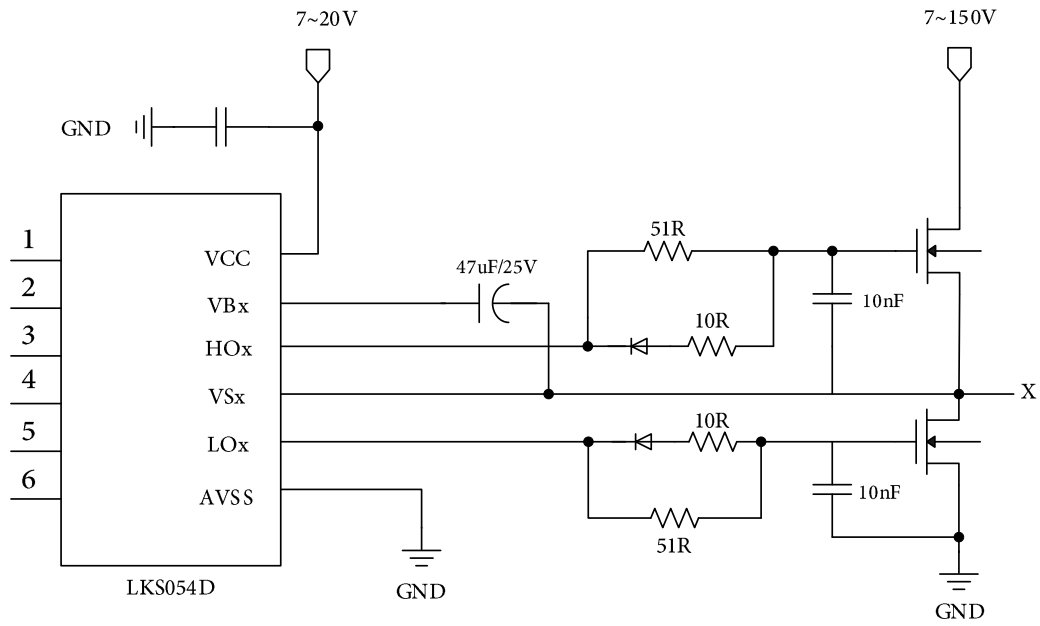 7~20V
7~150V
GND
1
2
3
4
5
6
VCC
VBx
HOx
VSx
LOx
AVSS
47uF/25V
51R
10R
10nF
X
10R
10nF
51R
LKS054D
GND
GND